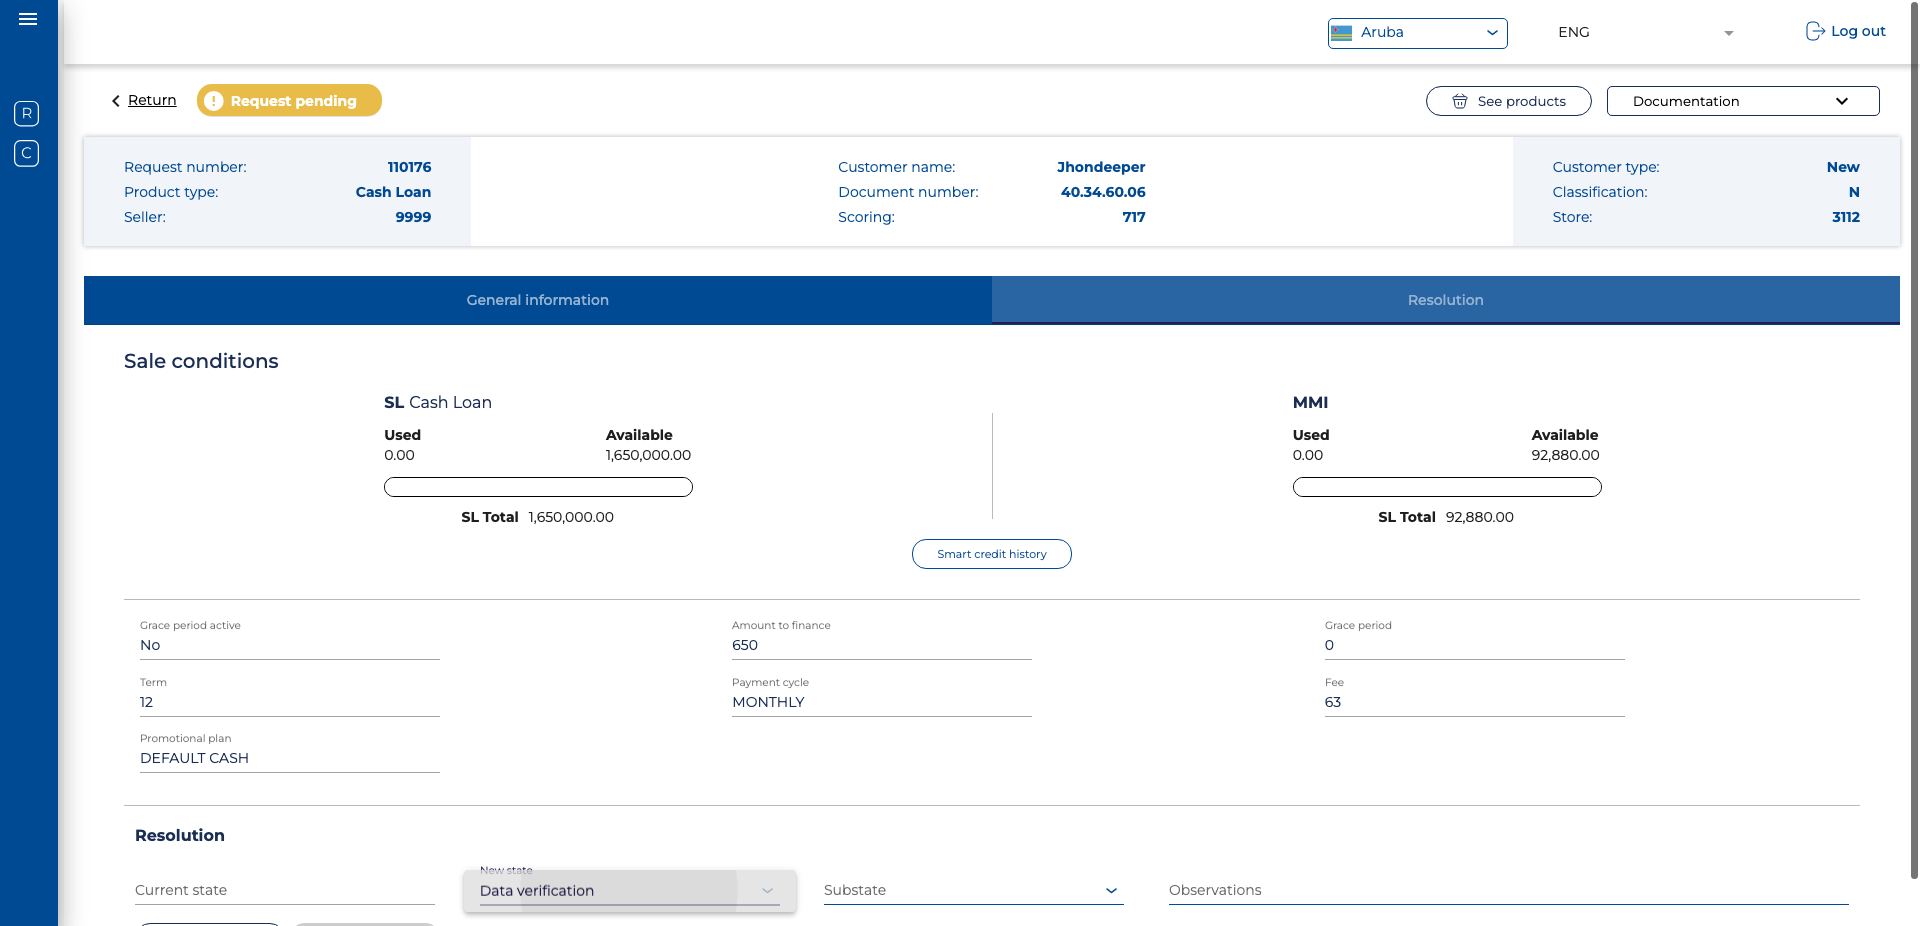 Aruba
ENG
Log out
R
C
Return
Request pending
See products
Documentation
Request number: 110176
Product type: Cash Loan
Seller: 9999
Customer name: Jhondeeper
Document number: 40.34.60.06
Scoring: 717
Customer type: New
Classification: N
Store: 3112
General information
Resolution
Sale conditions
SL Cash Loan
Used Available
0.00 1,650,000.00
SL Total 1,650,000.00
MMI
Used Available
0.00 92,880.00
SL Total 92,880.00
Smart credit history
Grace period active
No
Amount to finance
650
Grace period
0
Term
12
Payment cycle
MONTHLY
Fee
63
Promotional plan
DEFAULT CASH
Resolution
Current state
New state
Data verification
Substate
Observations